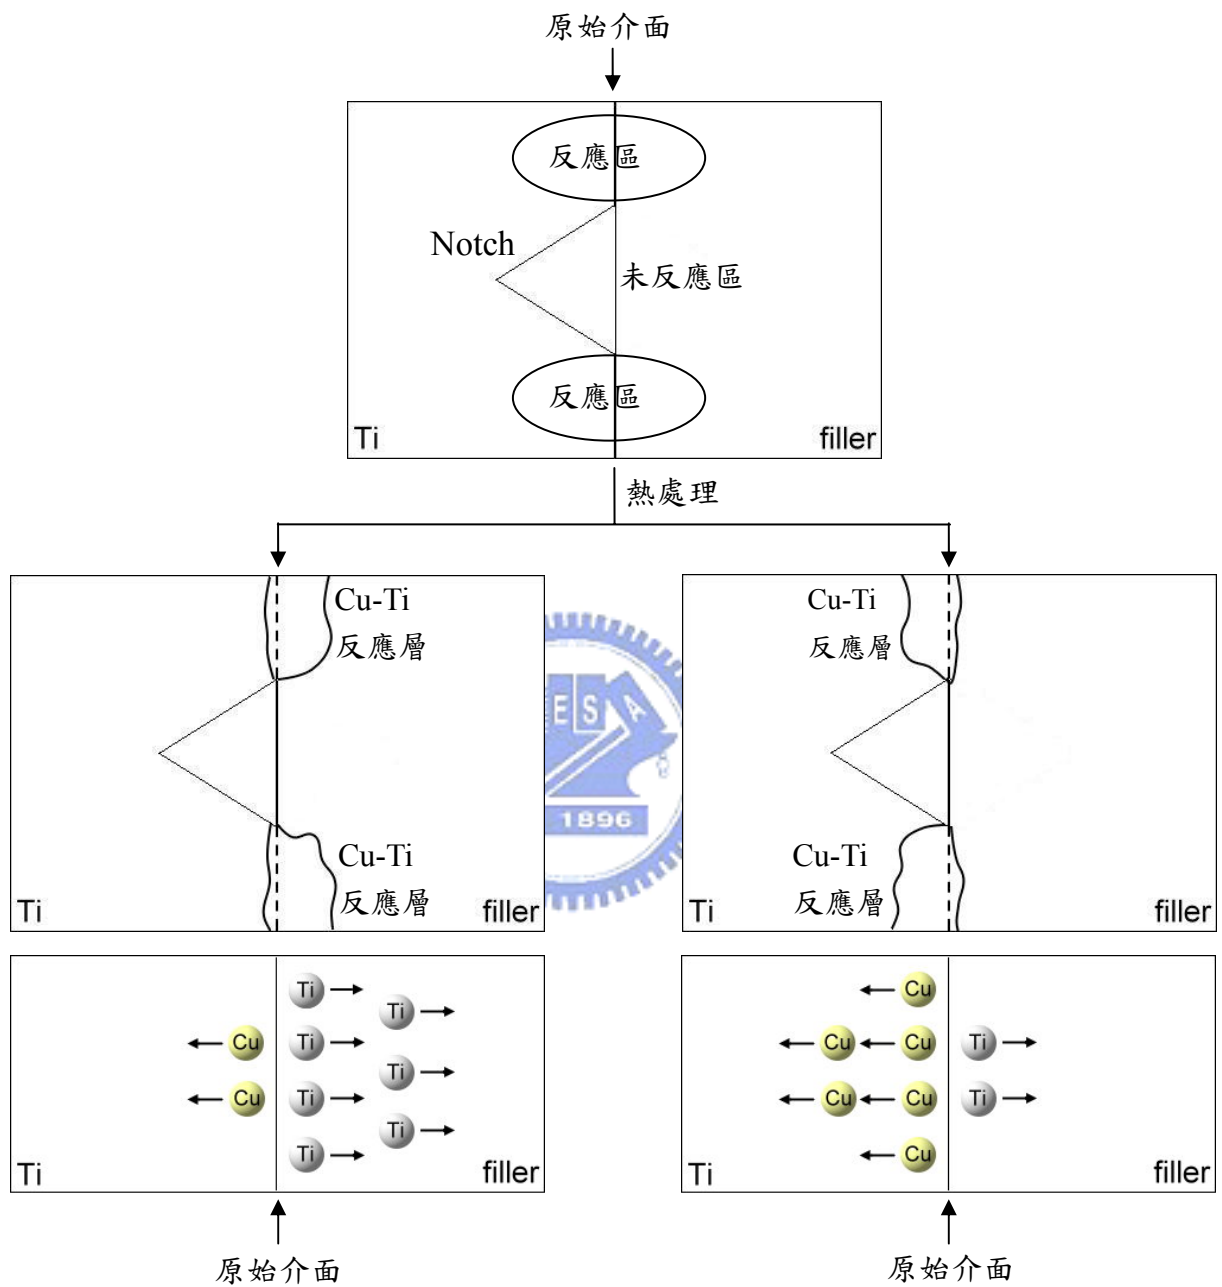 原始介面
反應區
Notch
未反應區
反應區
Ti
filler
熱處理
Cu-Ti
反應層
Cu-Ti
反應層
Ti
filler
Cu-Ti
反應層
Cu-Ti
反應層
Ti
filler
E S A
1896
Ti
Ti
Cu
Ti
Ti
Cu
Ti
Ti
Ti
Ti
filler
Cu
Cu
Cu
Ti
Cu
Cu
Ti
Cu
Ti
filler
原始介面
原始介面